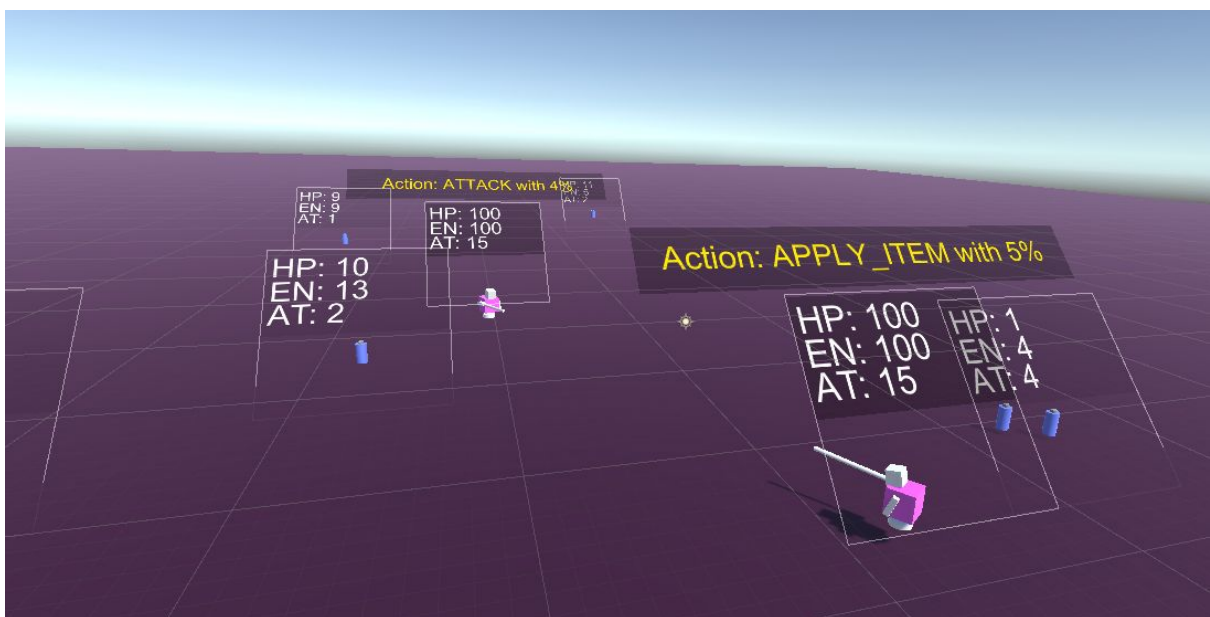 Action: ATTACK with 4%
HP: 9
EN: 9
AT: 1
HP: 100
EN: 100
AT: 15
HP: 10
EN: 13
AT: 2
Action: APPLY_ITEM with 5%
HP: 100
EN: 100
AT: 15
HP: 1
EN: 4
AT: 4